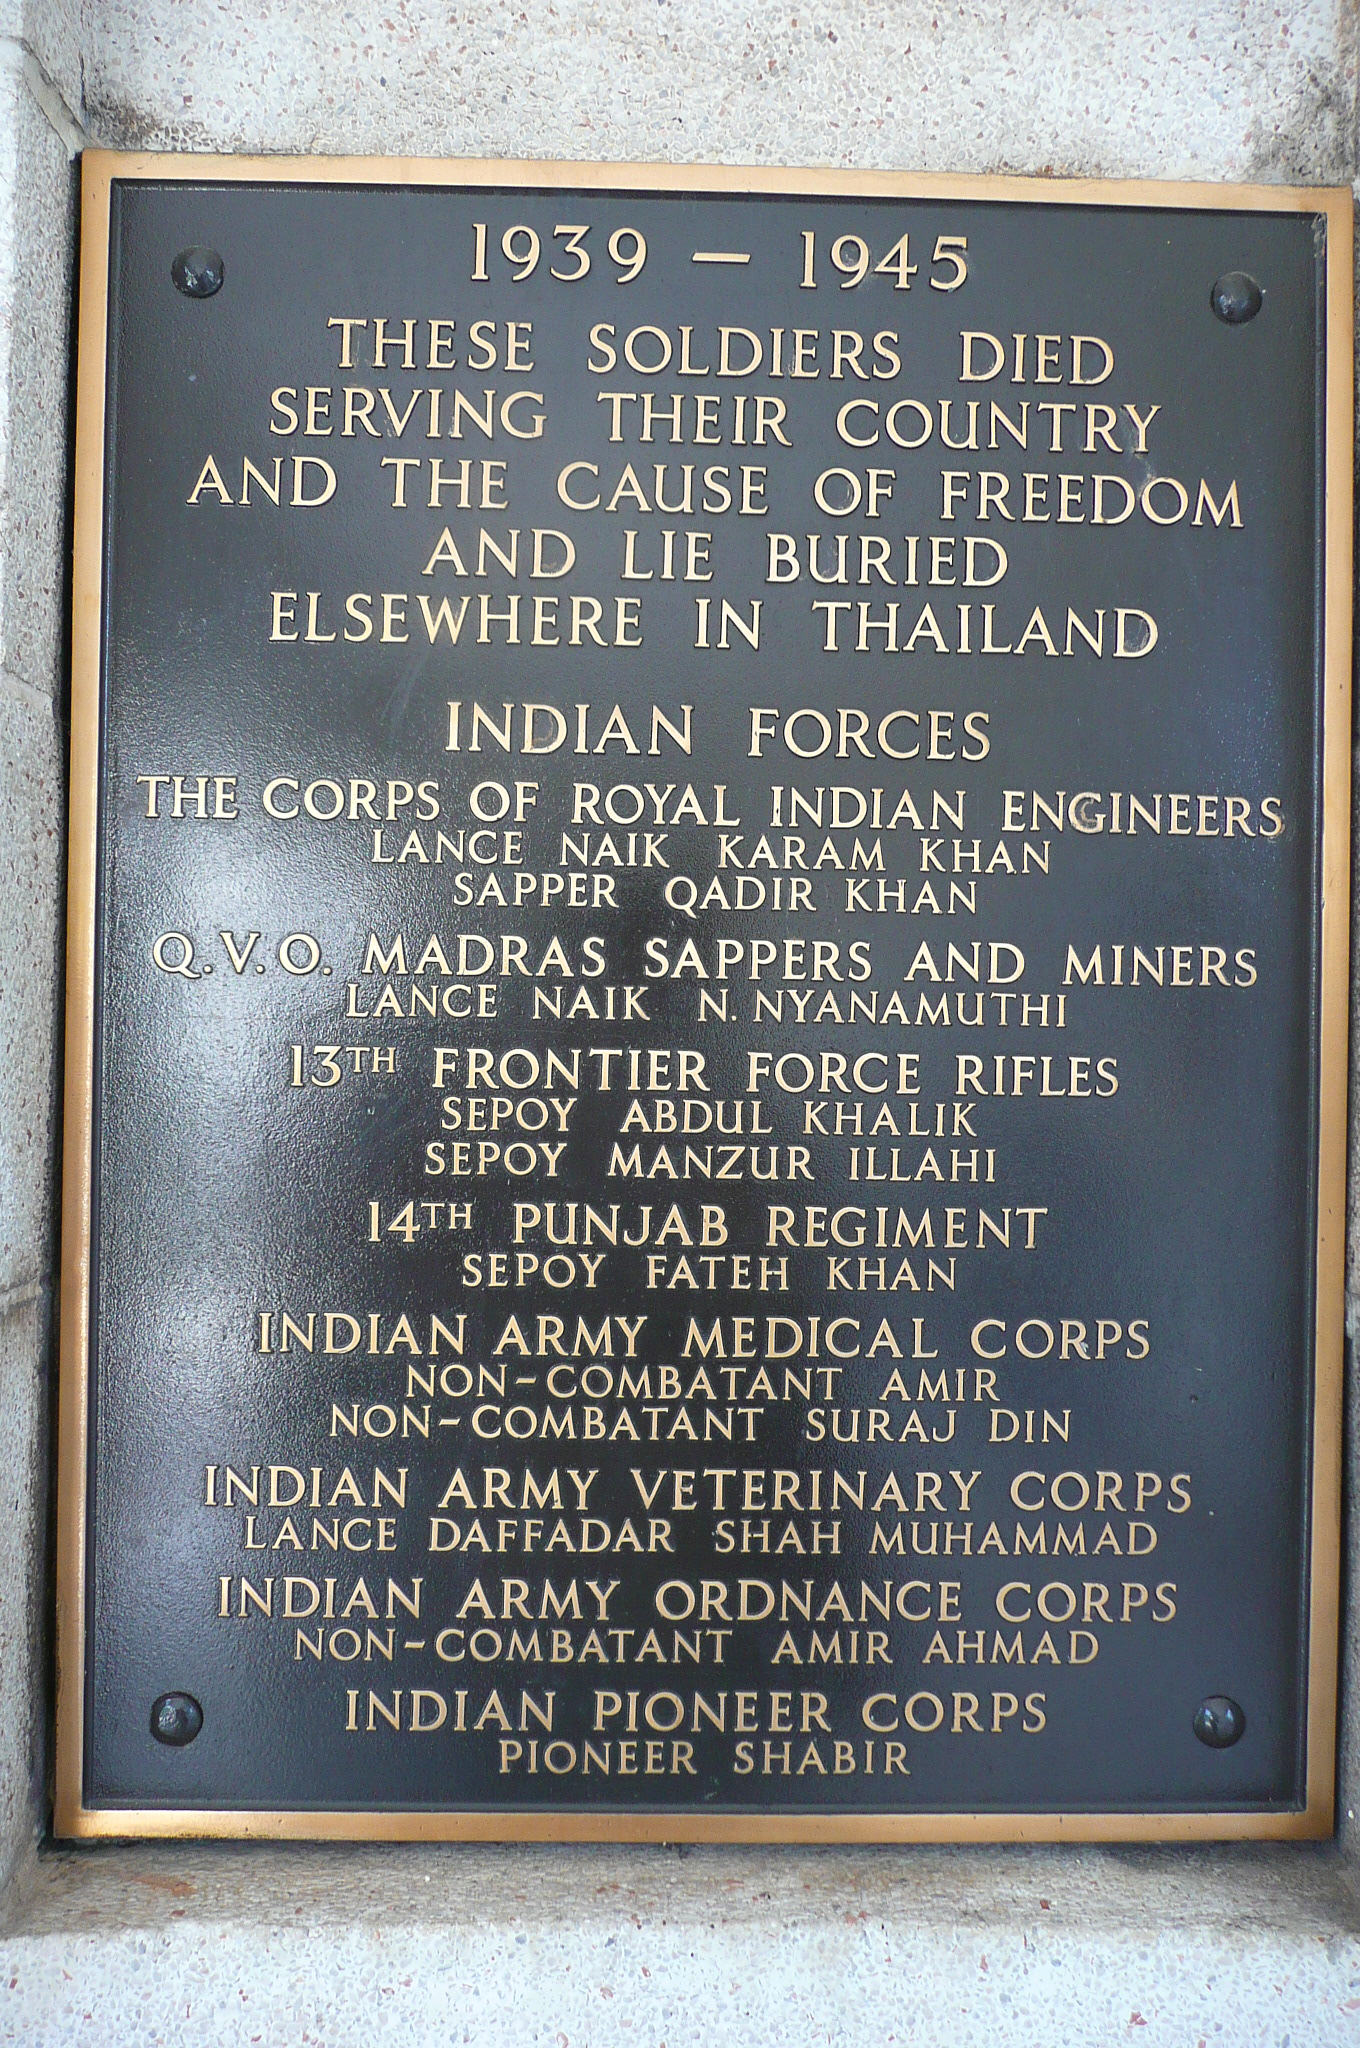 1939 – 1945
THESE SOLDIERS DIED
SERVING THEIR COUNTRY
AND THE CAUSE OF FREEDOM
AND LIE BURIED
ELSEWHERE IN THAILAND
INDIAN FORCES
THE CORPS OF ROYAL INDIAN ENGINEERS
LANCE NAIK KARAM KHAN
SAPPER QADIR KHAN
Q.V.O. MADRAS SAPPERS AND MINERS
LANCE NAIK N. NYANAMUTHI
13TH FRONTIER FORCE RIFLES
SEPOY ABDUL KHALIK
SEPOY MANZUR ILLAHI
14TH PUNJAB REGIMENT
SEPOY FATEH KHAN
INDIAN ARMY MEDICAL CORPS
NON-COMBATANT AMIR
NON-COMBATANT SURAJ DIN
INDIAN ARMY VETERINARY CORPS
LANCE DAFFADAR SHAH MUHAMMAD
INDIAN ARMY ORDNANCE CORPS
NON-COMBATANT AMIR AHMAD
INDIAN PIONEER CORPS
PIONEER SHABIR